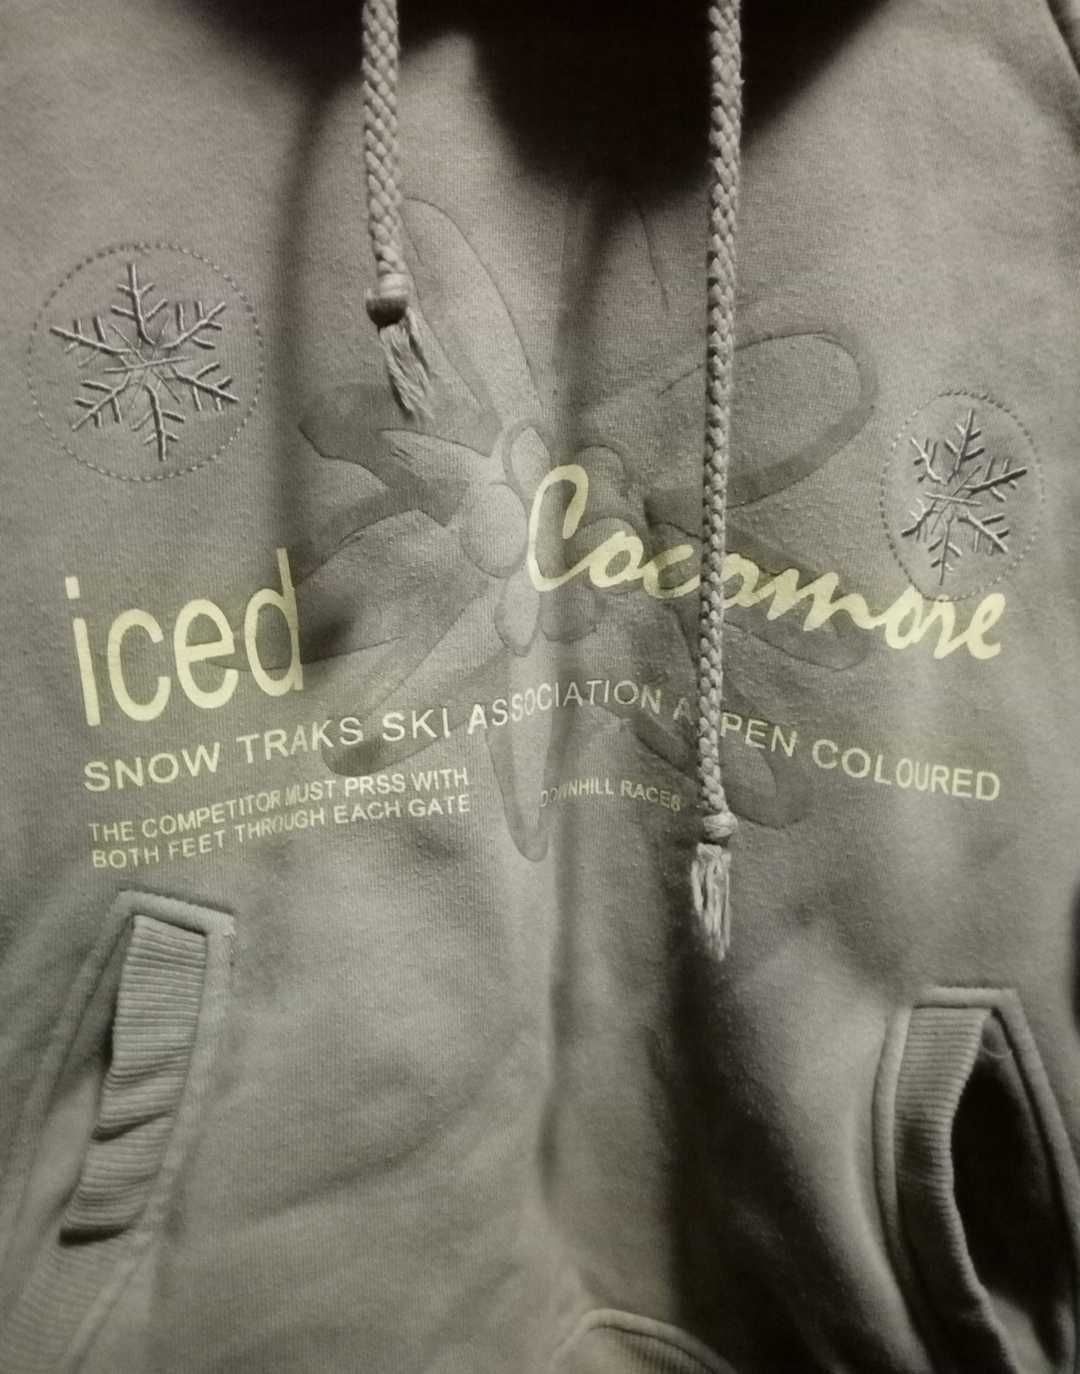 iced Cocomore
SNOW TRAKS SKI ASSOCIATION ASPEN COLOURED
THE COMPETITOR MUST PRSS WITH
BOTH FEET THROUGH EACH GATE
DOWNHILL RACES